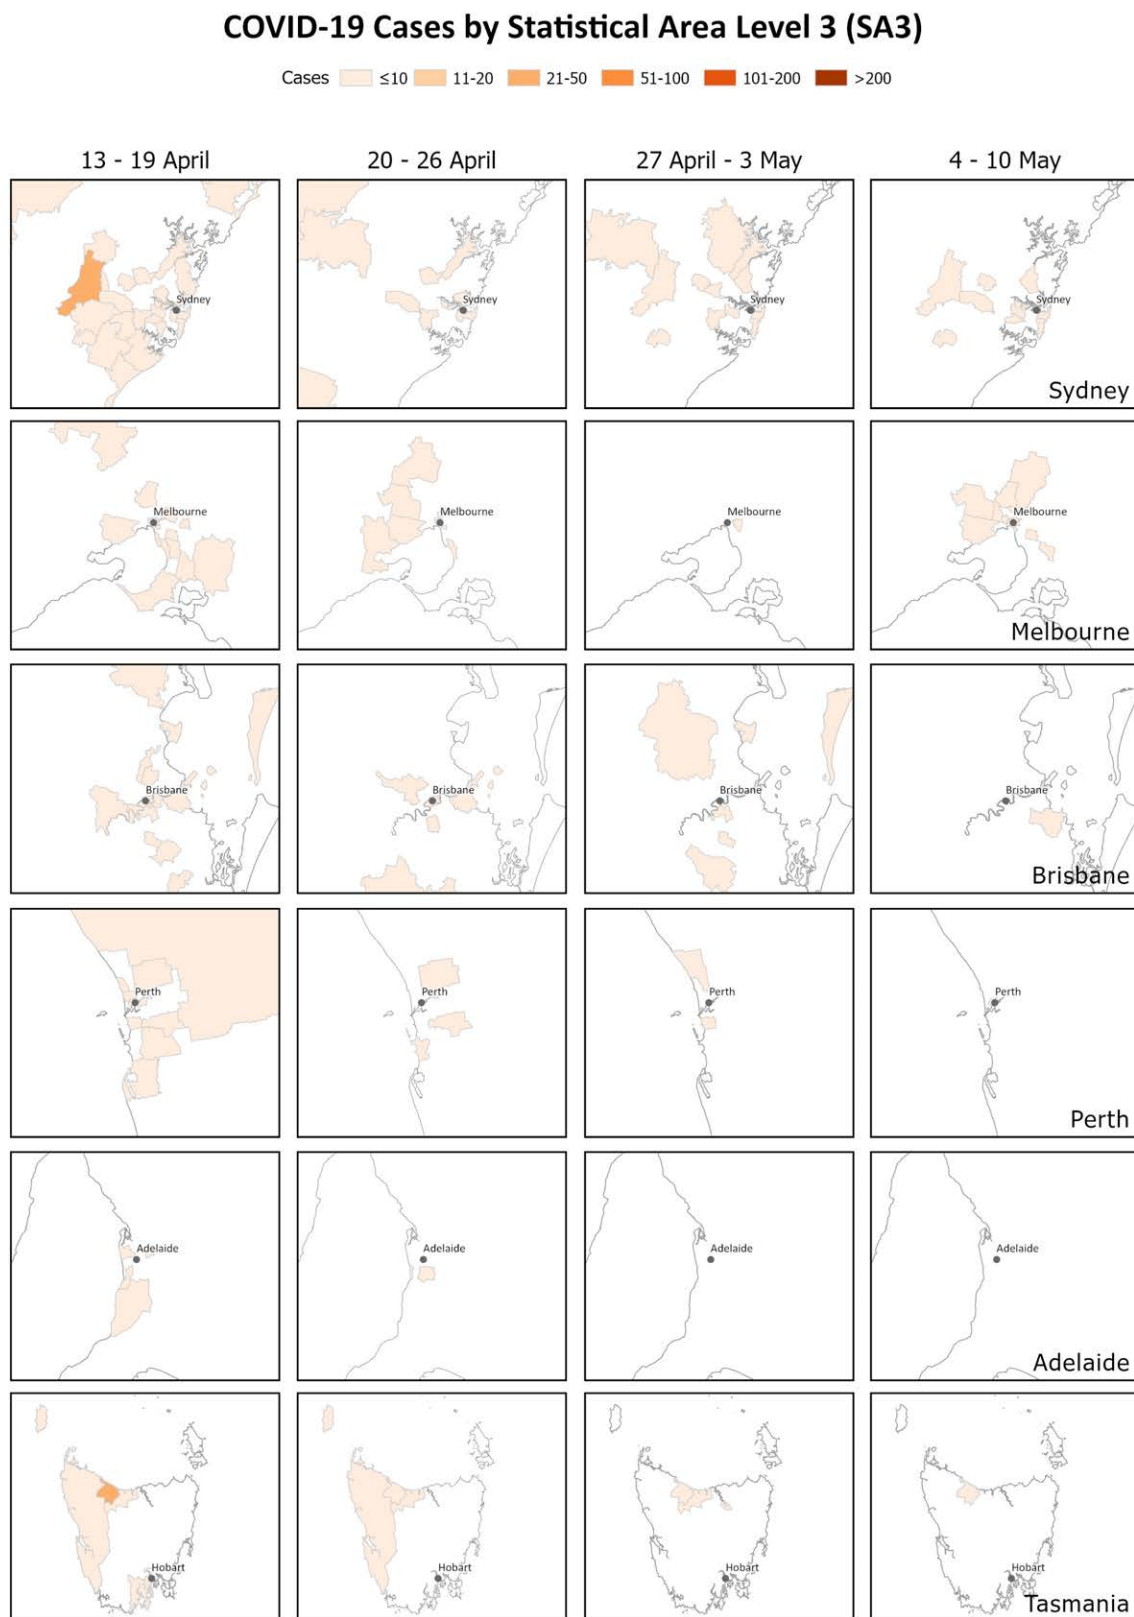 COVID-19 Cases by Statistical Area Level 3 (SA3)
Cases ≤10 11-20 21-50 51-100 101-200 >200
13 - 19 April 20 - 26 April 27 April - 3 May 4 - 10 May
Sydney Sydney Sydney Sydney
Sydney
Melbourne Melbourne Melbourne Melbourne
Melbourne
Brisbane Brisbane Brisbane Brisbane
Brisbane
Perth Perth Perth Perth
Perth
Adelaide Adelaide Adelaide Adelaide
Adelaide
Hobart Hobart Hobart Hobart
Tasmania